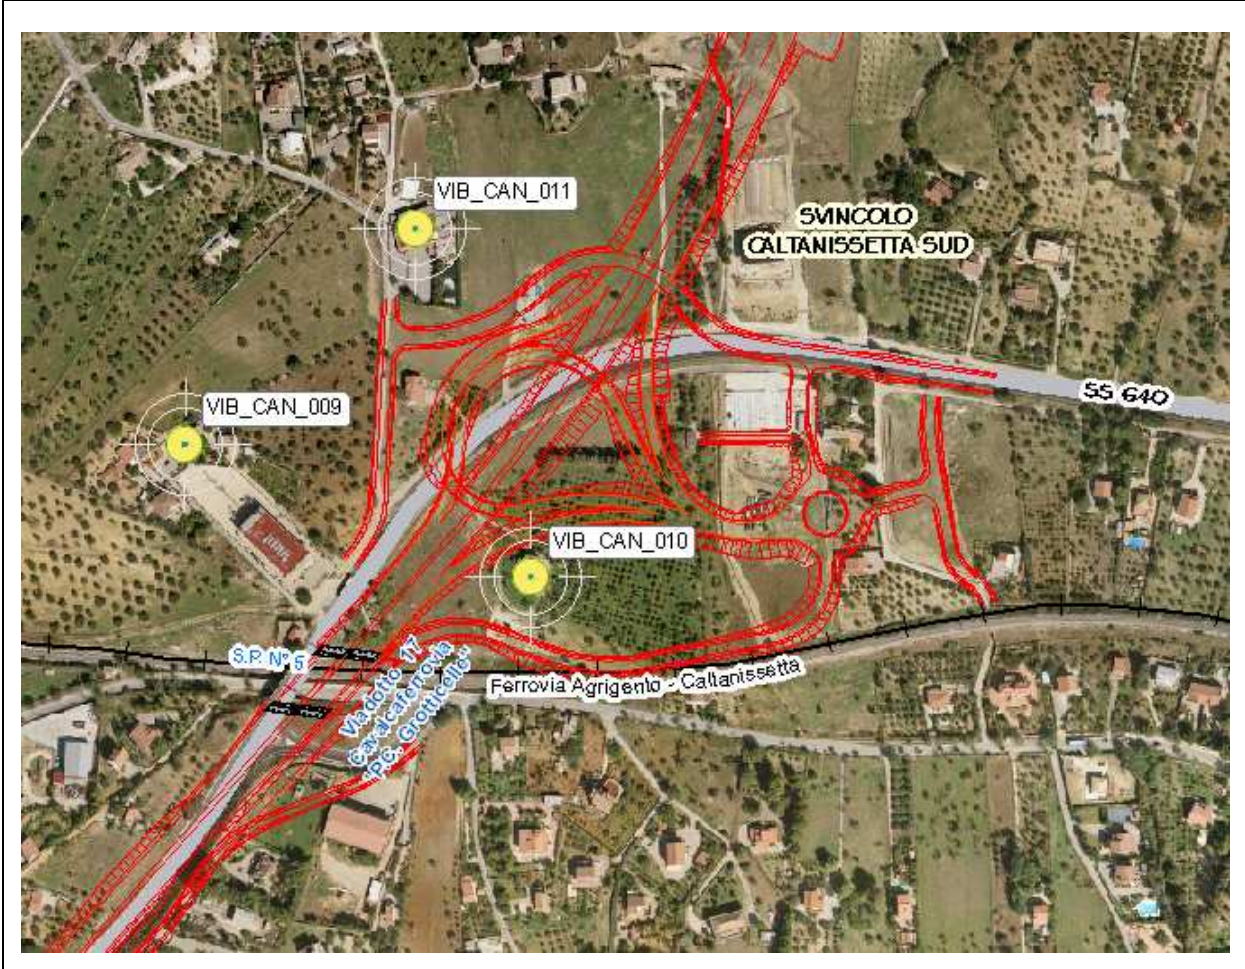 VIB_CAN_011
SVINCOLO
CALTANISSETTA SUD
SS 640
VIB_CAN_009
VIB_CAN_010
S.P. N° 5
Viadotto 17
Cavalcaferrovia
"P.C. Grotticelle"
Ferrovia Agrigento - Caltanissetta